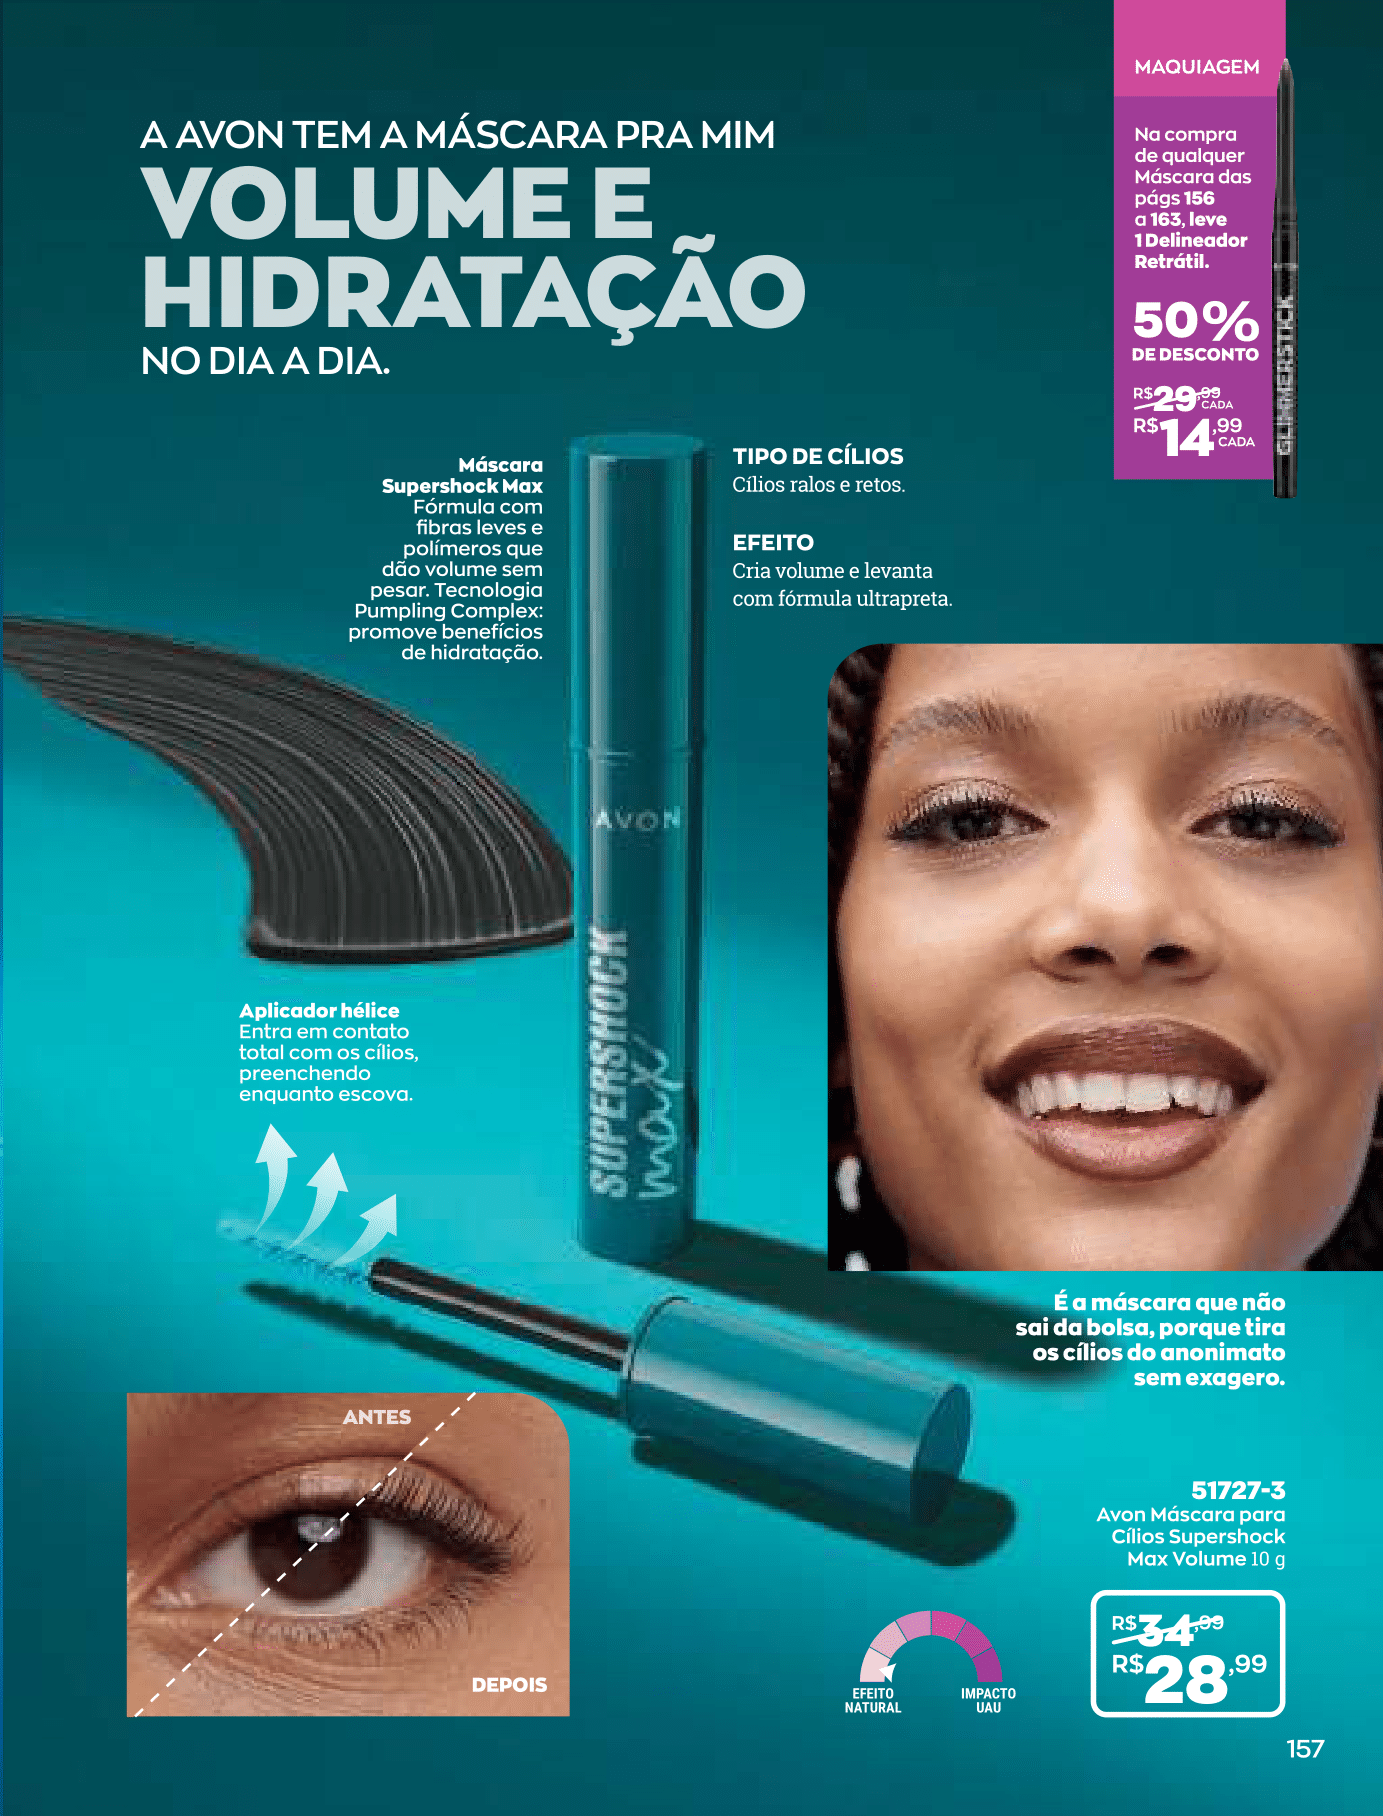 MAQUIAGEM
Na compra
de qualquer
Máscara das
págs 156
a 163, leve
1 Delineador
Retrátil.
50%
DE DESCONTO
R$29,99
CADA
R$14,99
CADA
GLIMMERSTICK
A AVON TEM A MÁSCARA PRA MIM
VOLUME E
HIDRATAÇÃO
NO DIA A DIA.
Máscara
Supershock Max
Fórmula com
fibras leves e
polímeros que
dão volume sem
pesar. Tecnologia
Pumpling Complex:
promove benefícios
de hidratação.
TIPO DE CÍLIOS
Cílios ralos e retos.
EFEITO
Cria volume e levanta
com fórmula ultrapreta.
AVON
SUPERSHOCK
max
Aplicador hélice
Entra em contato
total com os cílios,
preenchendo
enquanto escova.
É a máscara que não
sai da bolsa, porque tira
os cílios do anonimato
sem exagero.
ANTES
DEPOIS
51727-3
Avon Máscara para
Cílios Supershock
Max Volume 10 g
R$34,99
R$28,99
EFEITO
NATURAL
IMPACTO
UAU
157